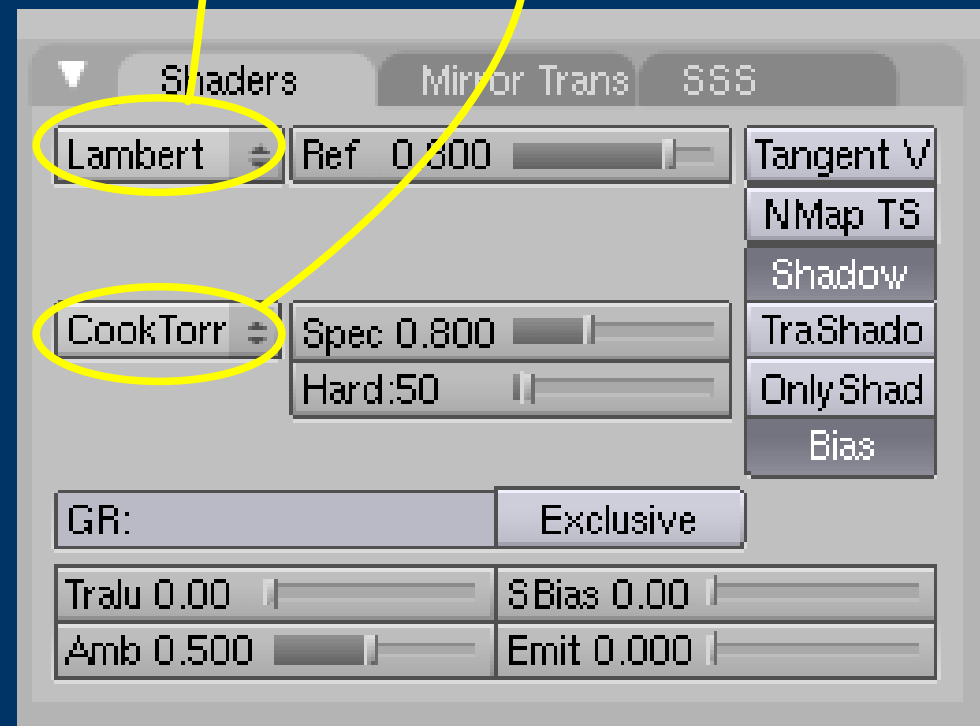 Shaders Mirror Trans SSS
Lambert Ref 0.800 Tangent V
NMap TS
Shadow
CookTorr Spec 0.800 TraShado
Hard:50 OnlyShad
Bias
GR: Exclusive
Tralu 0.00 SBias 0.00
Amb 0.500 Emit 0.000